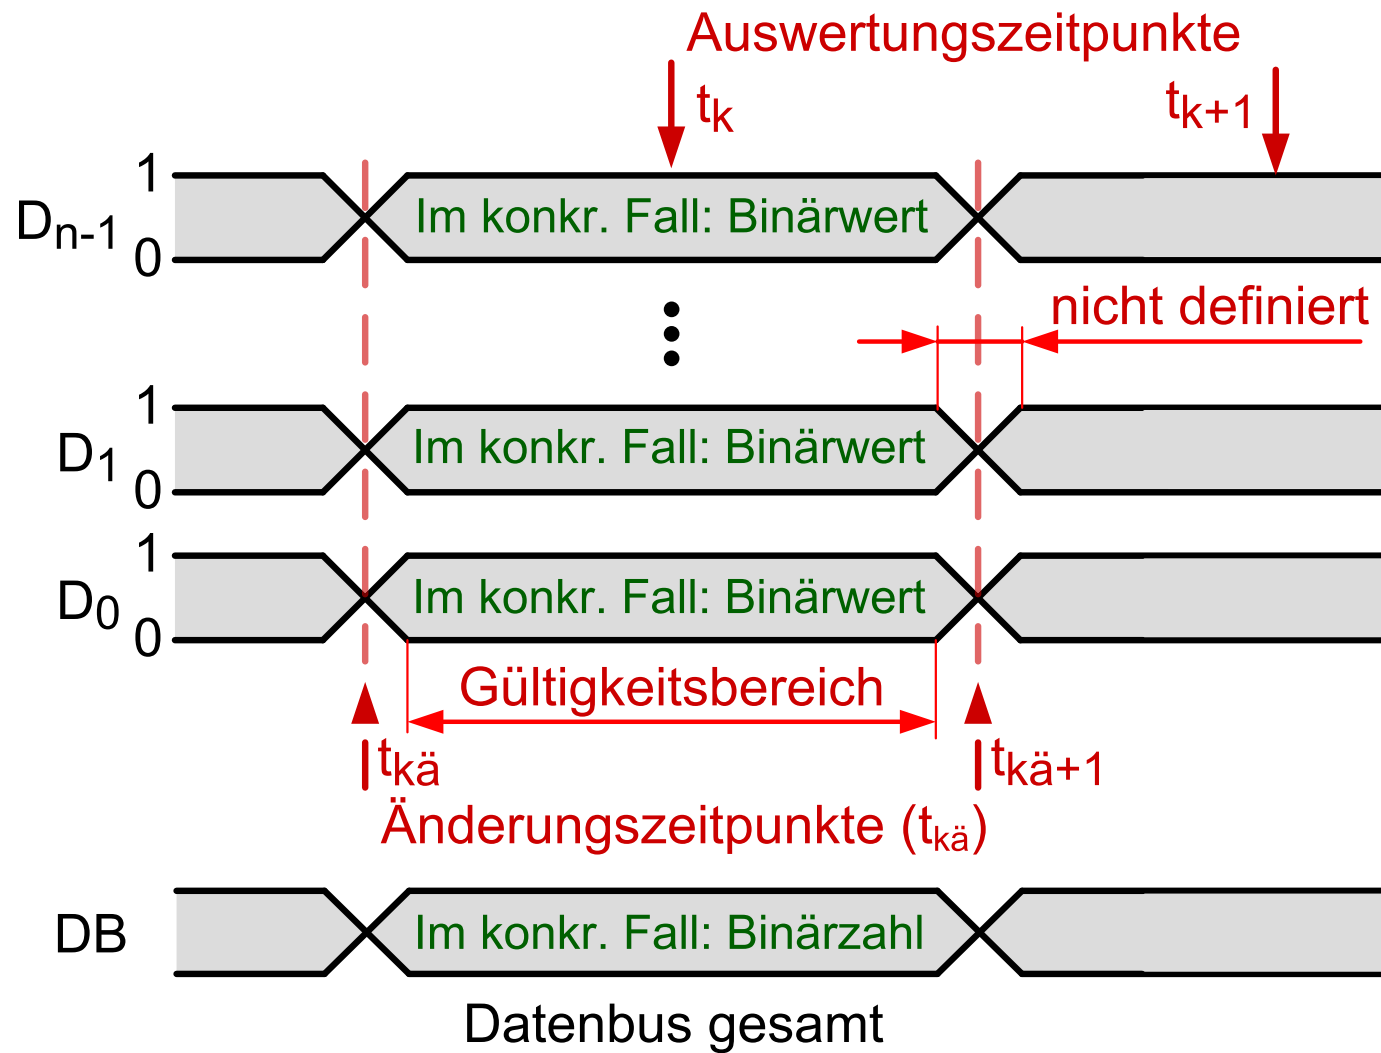 Auswertungszeitpunkte
tk
tk+1
1
Dn-1
Im konkr. Fall: Binärwert
0
nicht definiert
1
D1
Im konkr. Fall: Binärwert
0
1
D0
Im konkr. Fall: Binärwert
0
Gültigkeitsbereich
tkä
tkä+1
Änderungszeitpunkte (tkä)
DB
Im konkr. Fall: Binärzahl
Datenbus gesamt